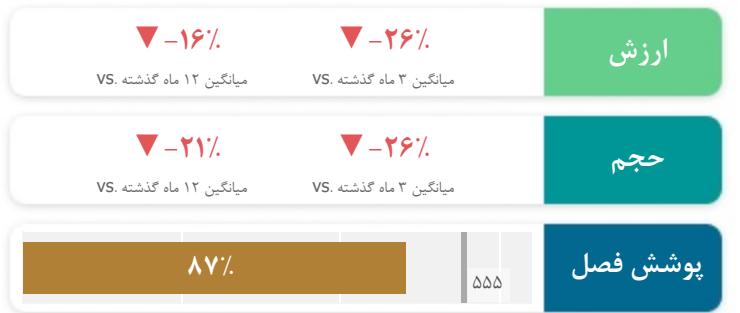 ارزش
▼ -۲۶٪ ▼ -۱۶٪
میانگین ۳ ماه گذشته .VS میانگین ۱۲ ماه گذشته .VS
حجم
▼ -۲۶٪ ▼ -۲۱٪
میانگین ۳ ماه گذشته .VS میانگین ۱۲ ماه گذشته .VS
پوشش فصل
۸۷٪
۵۵۵